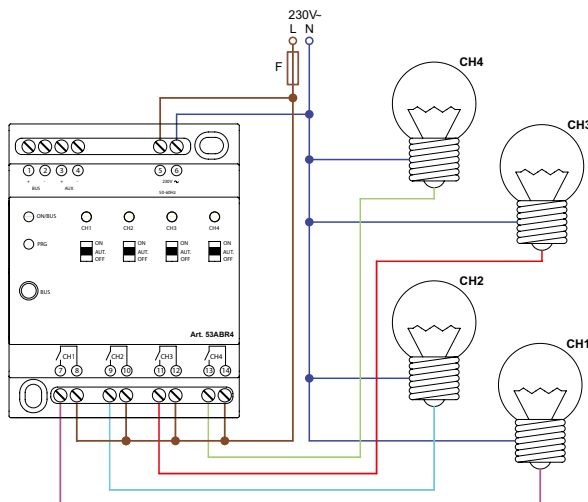 230V~
L N
F
CH4
CH3
1 2 3 4 5 6
+ - + - 230V ~
BUS AUX 50-60Hz
ON/BUS
CH1 CH2 CH3 CH4
PRG
ON ON ON ON
AUT. AUT. AUT. AUT.
OFF OFF OFF OFF
BUS
CH2
Art. 53ABR4
CH1
CH1 CH2 CH3 CH4
7 8 9 10 11 12 13 14